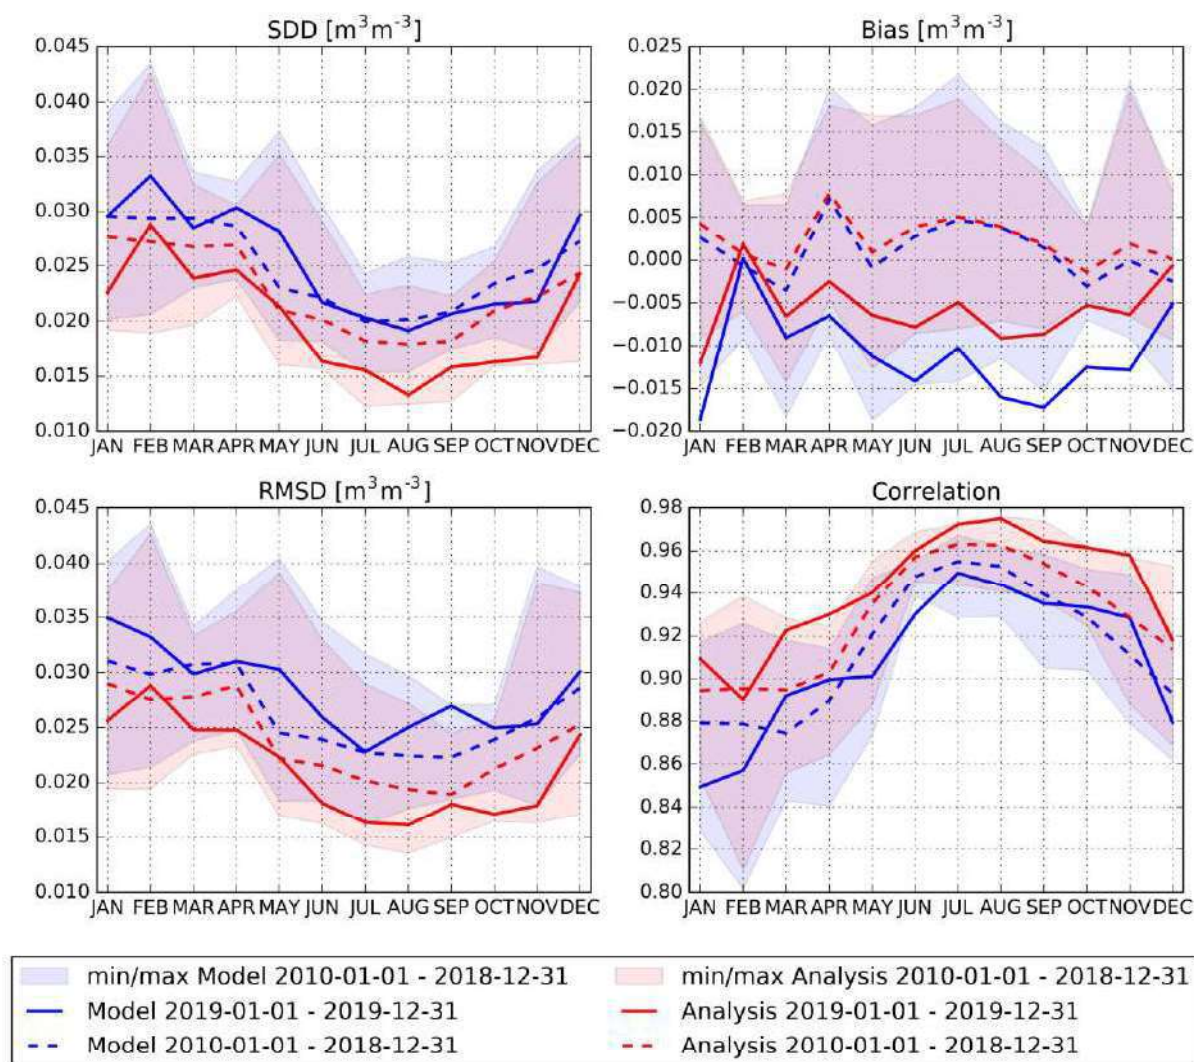 SDD [m³m⁻³]
0.045
0.040
0.035
0.030
0.025
0.020
0.015
0.010
JAN FEB MAR APR MAY JUN JUL AUG SEP OCT NOV DEC
Bias [m³m⁻³]
0.025
0.020
0.015
0.010
0.005
0.000
−0.005
−0.010
−0.015
−0.020
JAN FEB MAR APR MAY JUN JUL AUG SEP OCT NOV DEC
RMSD [m³m⁻³]
0.045
0.040
0.035
0.030
0.025
0.020
0.015
0.010
JAN FEB MAR APR MAY JUN JUL AUG SEP OCT NOV DEC
Correlation
0.98
0.96
0.94
0.92
0.90
0.88
0.86
0.84
0.82
0.80
JAN FEB MAR APR MAY JUN JUL AUG SEP OCT NOV DEC
min/max Model 2010-01-01 - 2018-12-31
Model 2019-01-01 - 2019-12-31
Model 2010-01-01 - 2018-12-31
min/max Analysis 2010-01-01 - 2018-12-31
Analysis 2019-01-01 - 2019-12-31
Analysis 2010-01-01 - 2018-12-31